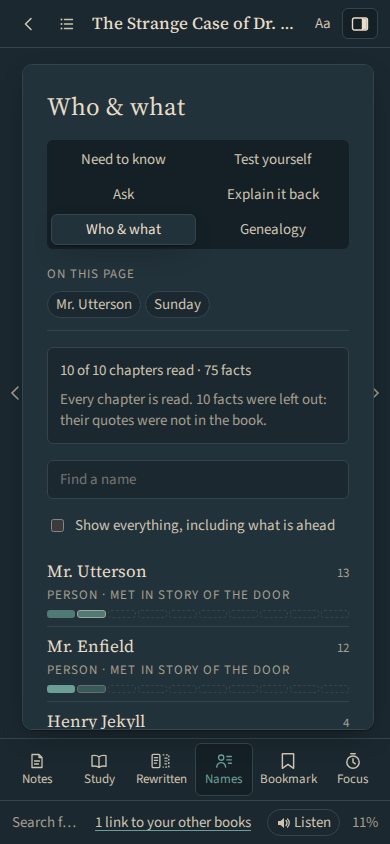 The Strange Case of Dr. ...
Aa
Who & what
Need to know
Test yourself
Ask
Explain it back
Who & what
Genealogy
ON THIS PAGE
Mr. Utterson
Sunday
10 of 10 chapters read · 75 facts
Every chapter is read. 10 facts were left out:
their quotes were not in the book.
Find a name
Show everything, including what is ahead
Mr. Utterson
13
PERSON · MET IN STORY OF THE DOOR
Mr. Enfield
12
PERSON · MET IN STORY OF THE DOOR
Henry Jekyll
4
Notes
Study
Rewritten
Names
Bookmark
Focus
Search f...
1 link to your other books
Listen
11%